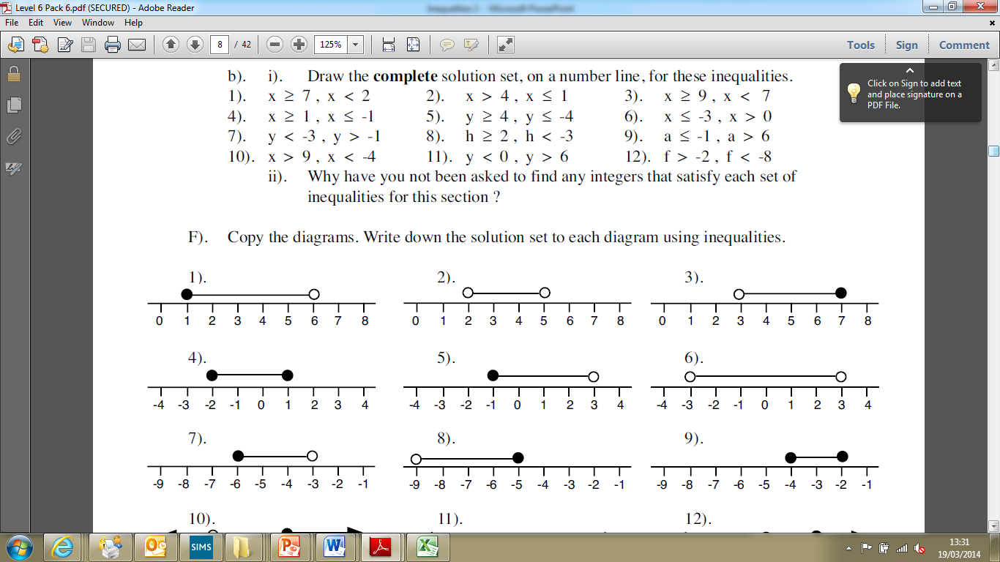 Level 6 Pack 6.pdf (SECURED) - Adobe Reader
Inequalities 2 - Microsoft PowerPoint
File Edit View Window Help
8 / 42 125% Tools Sign Comment
Click on Sign to add text
and place signature on a
PDF File.
b). i). Draw the complete solution set, on a number line, for these inequalities.
1). x ≥ 7 , x < 2 2). x > 4 , x ≤ 1 3). x ≥ 9 , x < 7
4). x ≥ 1 , x ≤ -1 5). y ≥ 4 , y ≤ -4 6). x ≤ -3 , x > 0
7). y < -3 , y > -1 8). h ≥ 2 , h < -3 9). a ≤ -1 , a > 6
10). x > 9 , x < -4 11). y < 0 , y > 6 12). f > -2 , f < -8
ii). Why have you not been asked to find any integers that satisfy each set of
inequalities for this section ?
F). Copy the diagrams. Write down the solution set to each diagram using inequalities.
1). 2). 3).
0 1 2 3 4 5 6 7 8 0 1 2 3 4 5 6 7 8 0 1 2 3 4 5 6 7 8
4). 5). 6).
-4 -3 -2 -1 0 1 2 3 4 -4 -3 -2 -1 0 1 2 3 4 -4 -3 -2 -1 0 1 2 3 4
7). 8). 9).
-9 -8 -7 -6 -5 -4 -3 -2 -1 -9 -8 -7 -6 -5 -4 -3 -2 -1 -9 -8 -7 -6 -5 -4 -3 -2 -1
10). 11). 12).
SIMS
13:31
19/03/2014